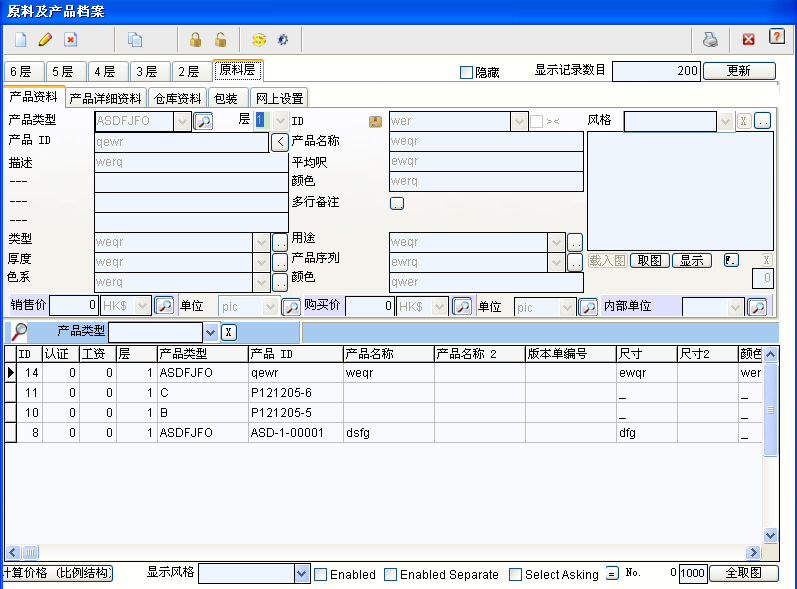 原料及产品档案
6 层 5 层 4 层 3 层 2 层 原料层 隐藏 显示记录数目 200 更新
产品资料 产品详细资料 仓库资料 包装 网上设置
产品类型 ASDFJFO 层 1 ID wer >< 风格 X ..
产品 ID qewr < 产品名称 weqr
描述 werq 平均呎 ewqr
--- 颜色 werq
--- 多行备注 ..
---
类型 weqr .. 用途 weqr ..
厚度 weqr .. 产品序列 ewrq .. 载入图 取图 显示 F. X
色系 werq .. 颜色 qwer 0
销售价 0 HK$ 单位 pic 购买价 0 HK$ 单位 pic 内部单位
产品类型 X
ID 认证 工资 层 产品类型 产品 ID 产品名称 产品名称 2 版本单编号 尺寸 尺寸2 颜色
14 0 0 1 ASDFJFO qewr weqr ewqr wer
11 0 0 1 C P121205-6 _ _
10 0 0 1 B P121205-5 _ _
8 0 0 1 ASDFJFO ASD-1-00001 dsfg dfg _
计算价格 (比例结构) 显示风格 Enabled Enabled Separate Select Asking = No. 0 1000 全取图